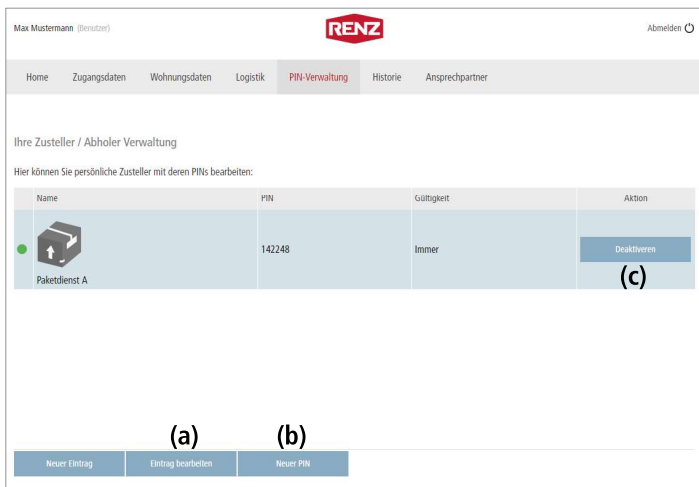 Max Mustermann (Benutzer)
RENZ
Abmelden
Home Zugangsdaten Wohnungsdaten Logistik PIN-Verwaltung Historie Ansprechpartner
Ihre Zusteller / Abholer Verwaltung
Hier können Sie persönliche Zusteller mit deren PINs bearbeiten:
Name PIN Gültigkeit Aktion
142248 Immer Deaktiveren
Paketdienst A
(c)
(a) (b)
Neuer Eintrag Eintrag bearbeiten Neuer PIN